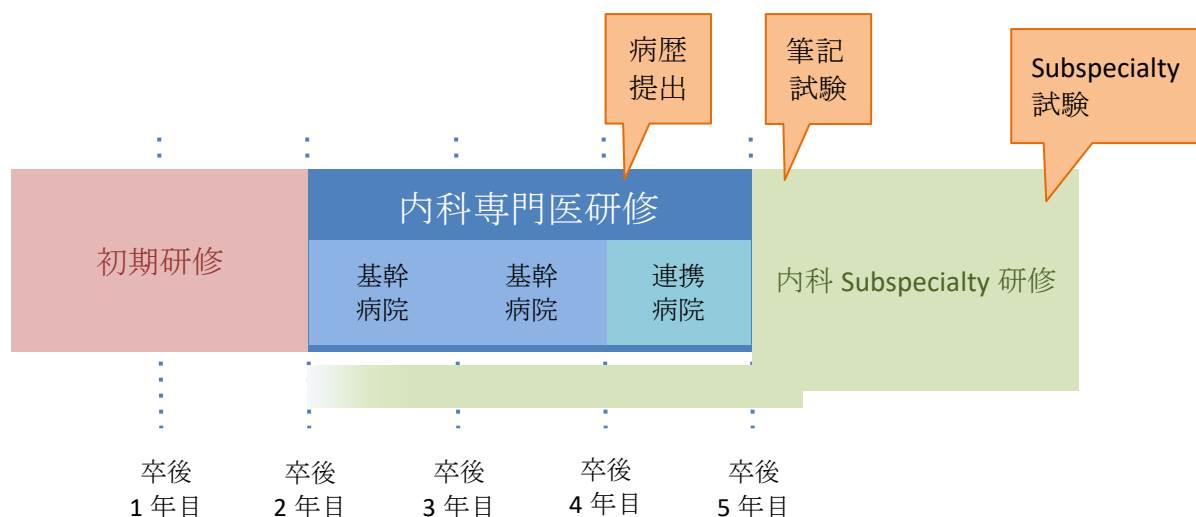 病歴
提出
筆記
試験
Subspecialty
試験
内科専門医研修
初期研修
基幹
病院
基幹
病院
連携
病院
内科 Subspecialty 研修
卒後
1 年目
卒後
2 年目
卒後
3 年目
卒後
4 年目
卒後
5 年目